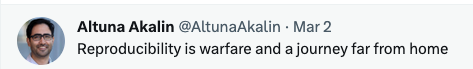 Altuna Akalin @AltunaAkalin · Mar 2
Reproducibility is warfare and a journey far from home